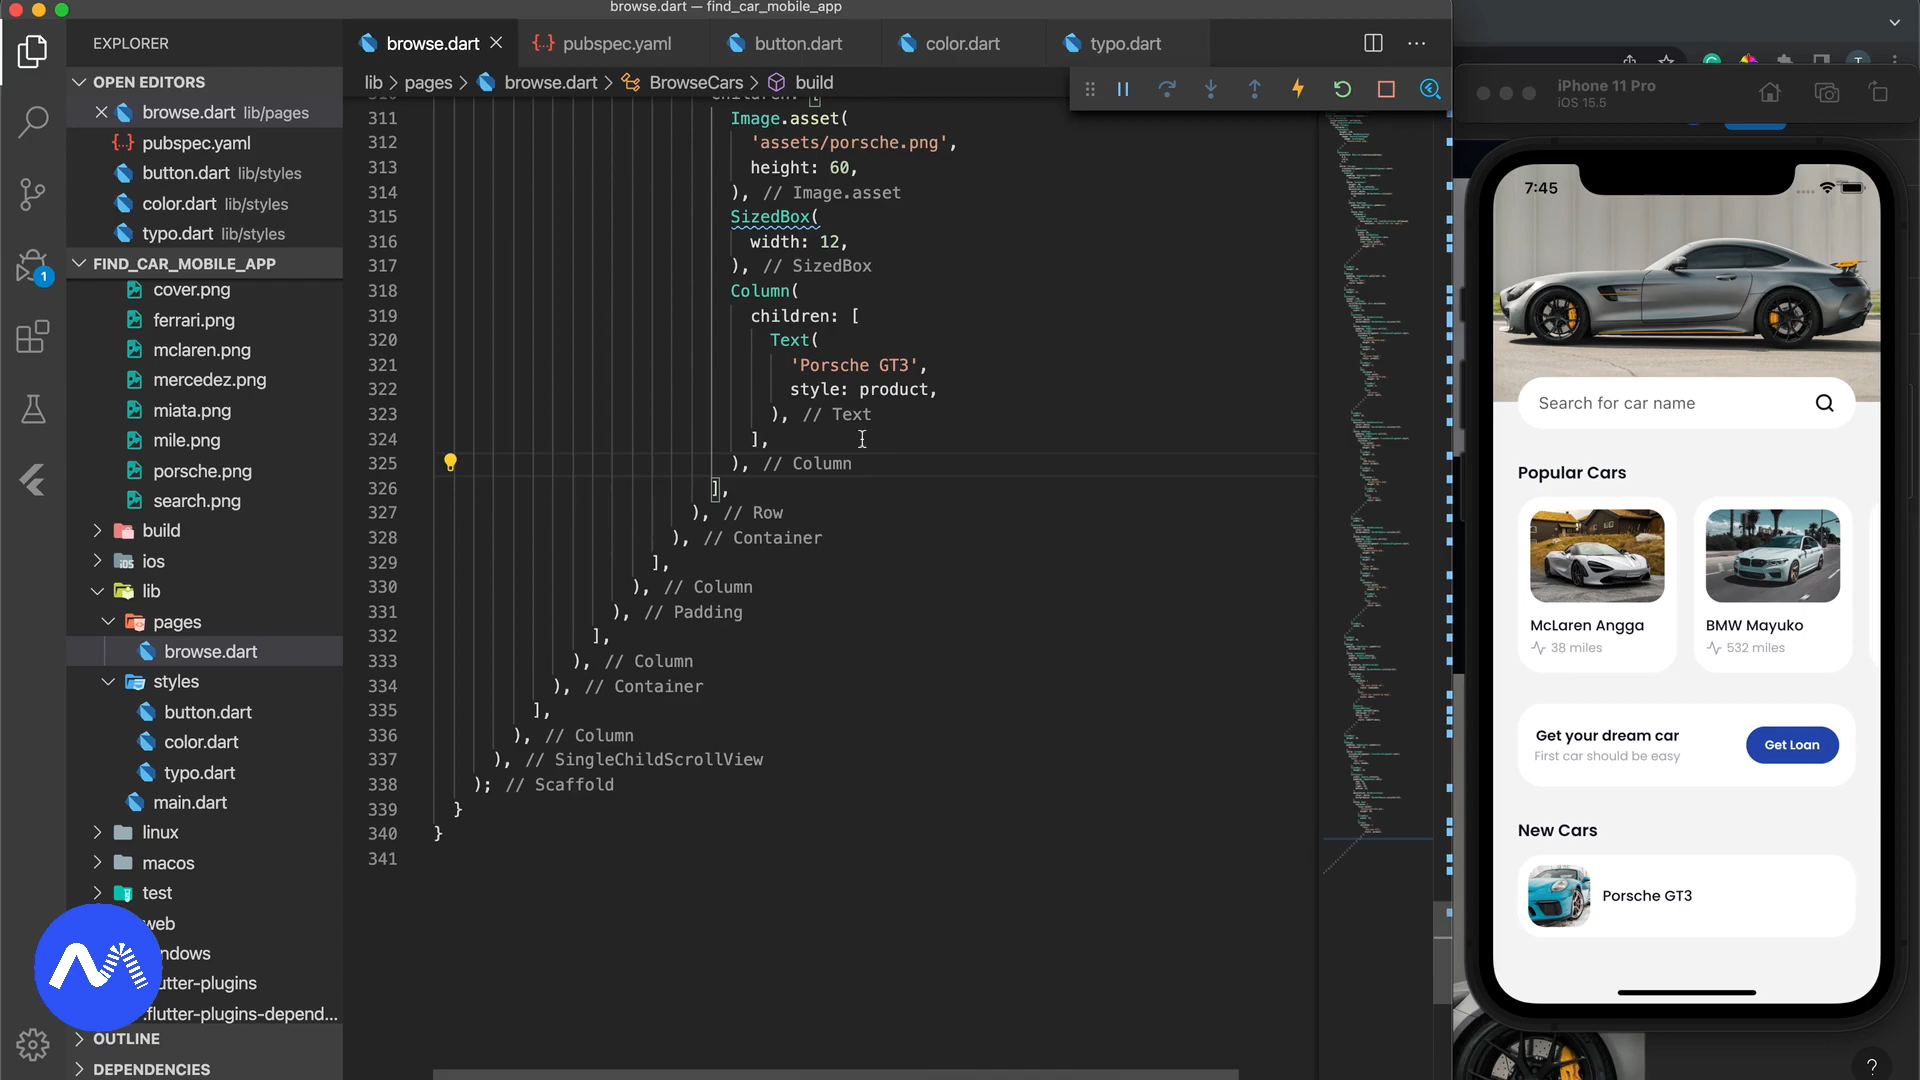 browse.dart — find_car_mobile_app
EXPLORER
OPEN EDITORS
browse.dart lib/pages
pubspec.yaml
button.dart lib/styles
color.dart lib/styles
typo.dart lib/styles
FIND_CAR_MOBILE_APP
cover.png
ferrari.png
mclaren.png
mercedez.png
miata.png
mile.png
porsche.png
search.png
build
ios
lib
pages
browse.dart
styles
button.dart
color.dart
typo.dart
main.dart
linux
macos
test
web
ndows
utter-plugins
.flutter-plugins-depend...
OUTLINE
DEPENDENCIES
1
browse.dart
pubspec.yaml
button.dart
color.dart
typo.dart
lib > pages > browse.dart > BrowseCars > build
311 Image.asset(
312 'assets/porsche.png',
313 height: 60,
314 ), // Image.asset
315 SizedBox(
316 width: 12,
317 ), // SizedBox
318 Column(
319 children: [
320 Text(
321 'Porsche GT3',
322 style: product,
323 ), // Text
324 ],
325 ), // Column
326 ],
327 ), // Row
328 ), // Container
329 ],
330 ), // Column
331 ), // Padding
332 ],
333 ), // Column
334 ), // Container
335 ],
336 ), // Column
337 ), // SingleChildScrollView
338 ); // Scaffold
339 }
340 }
341
iPhone 11 Pro
iOS 15.5
7:45
Search for car name
Popular Cars
McLaren Angga
38 miles
BMW Mayuko
532 miles
Get your dream car
First car should be easy
Get Loan
New Cars
Porsche GT3
?